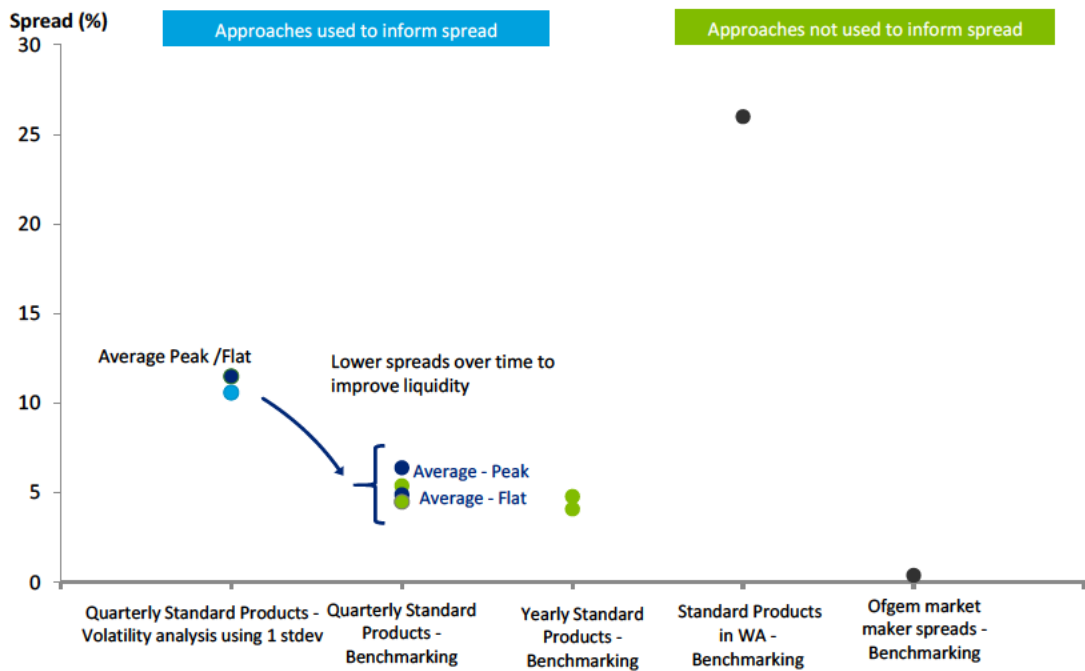 Spread (%)
Approaches used to inform spread
Approaches not used to inform spread
30
25
20
15
10
5
0
Average Peak /Flat
Lower spreads over time to
improve liquidity
Average - Peak
Average - Flat
Quarterly Standard Products -
Volatility analysis using 1 stdev
Quarterly Standard
Products -
Benchmarking
Yearly Standard
Products -
Benchmarking
Standard Products
in WA -
Benchmarking
Ofgem market
maker spreads -
Benchmarking